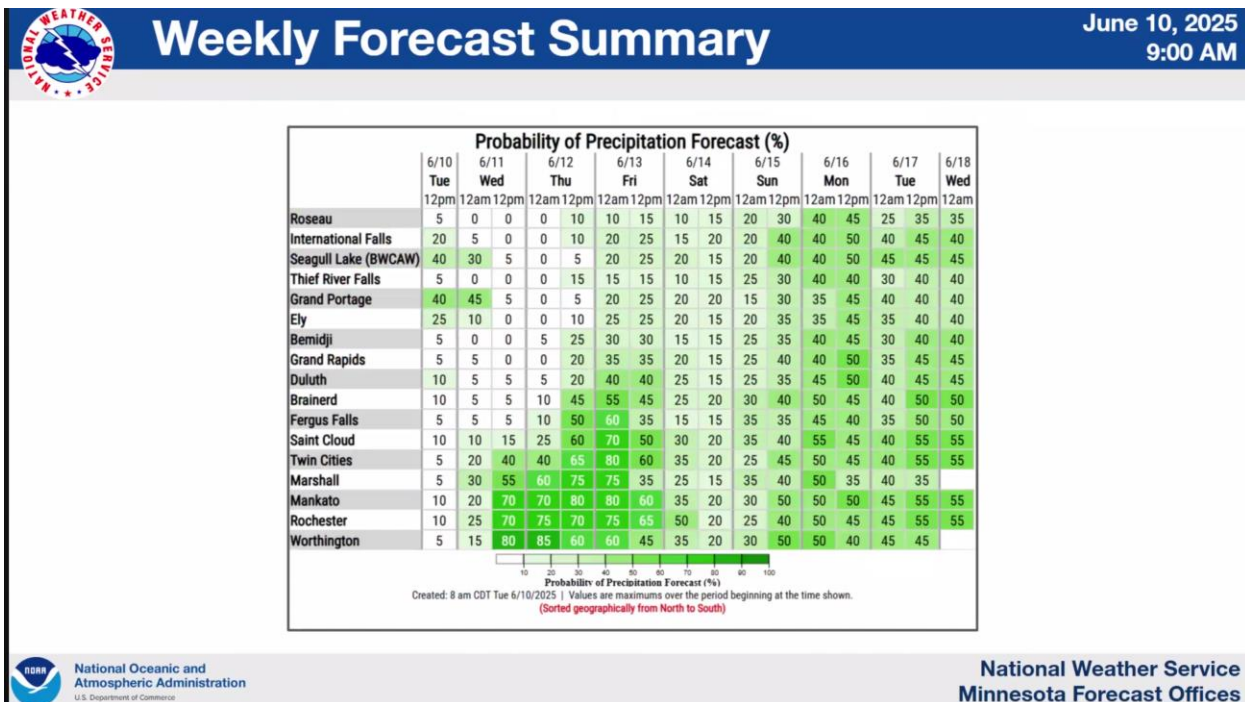 NATIONAL WEATHER SERVICE
Weekly Forecast Summary
June 10, 2025
9:00 AM
Probability of Precipitation Forecast (%)
6/10 6/11 6/12 6/13 6/14 6/15 6/16 6/17 6/18
Tue Wed Thu Fri Sat Sun Mon Tue Wed
12pm 12am 12pm 12am 12pm 12am 12pm 12am 12pm 12am 12pm 12am 12pm 12am 12pm 12am
Roseau 5 0 0 0 10 10 15 10 15 20 30 40 45 25 35 35
International Falls 20 5 0 0 10 20 25 15 20 20 40 40 50 40 45 40
Seagull Lake (BWCAW) 40 30 5 0 5 20 25 20 15 20 40 40 50 45 45 45
Thief River Falls 5 0 0 0 15 15 15 10 15 25 30 40 40 30 40 40
Grand Portage 40 45 5 0 5 20 25 20 20 15 30 35 45 40 40 40
Ely 25 10 0 0 10 25 25 20 15 20 35 35 45 35 40 40
Bemidji 5 0 0 5 25 30 30 15 15 25 35 40 45 30 40 40
Grand Rapids 5 5 0 0 20 35 35 20 15 25 40 40 50 35 45 45
Duluth 10 5 5 5 20 40 40 25 15 25 35 45 50 40 45 45
Brainerd 10 5 5 10 45 55 45 25 20 30 40 50 45 40 50 50
Fergus Falls 5 5 5 10 50 60 35 15 15 35 35 45 40 35 50 50
Saint Cloud 10 10 15 25 60 70 50 30 20 35 40 55 45 40 55 55
Twin Cities 5 20 40 40 65 80 60 35 20 25 45 50 45 40 55 55
Marshall 5 30 55 60 75 75 35 25 15 35 40 50 35 40 35
Mankato 10 20 70 70 80 80 60 35 20 30 50 50 50 45 55 55
Rochester 10 25 70 75 70 75 65 50 20 25 40 50 45 45 55 55
Worthington 5 15 80 85 60 60 45 35 20 30 50 50 40 45 45
10 20 30 40 50 60 70 80 90 100
Probability of Precipitation Forecast (%)
Created: 8 am CDT Tue 6/10/2025 | Values are maximums over the period beginning at the time shown.
(Sorted geographically from North to South)
NOAA
National Oceanic and
Atmospheric Administration
U.S. Department of Commerce
National Weather Service
Minnesota Forecast Offices